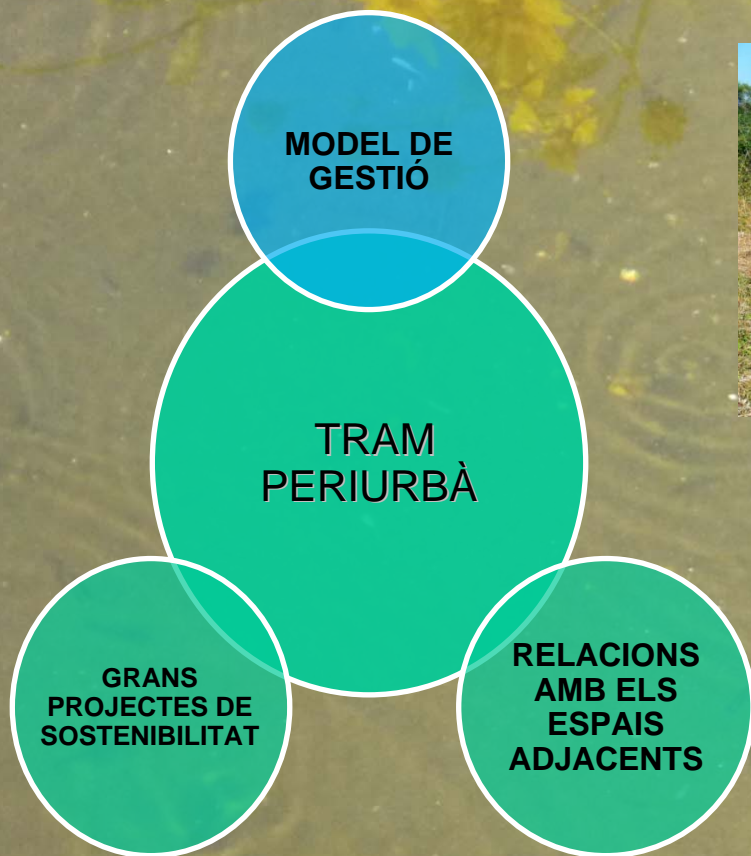 MODEL DE
GESTIÓ
TRAM
PERIURBÀ
GRANS
PROJECTES DE
SOSTENIBILITAT
RELACIONS
AMB ELS
ESPAIS
ADJACENTS